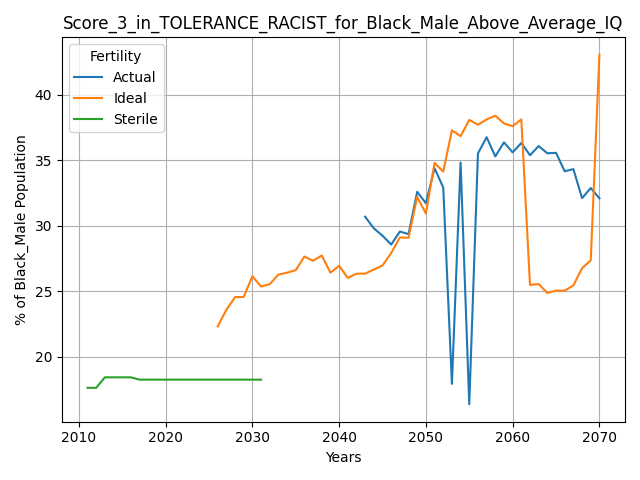 Score_3_in_TOLERANCE_RACIST_for_Black_Male_Above_Average_IQ
Fertility
Actual
Ideal
Sterile
% of Black_Male Population
40
35
30
25
20
2010
2020
2030
2040
2050
2060
2070
Years